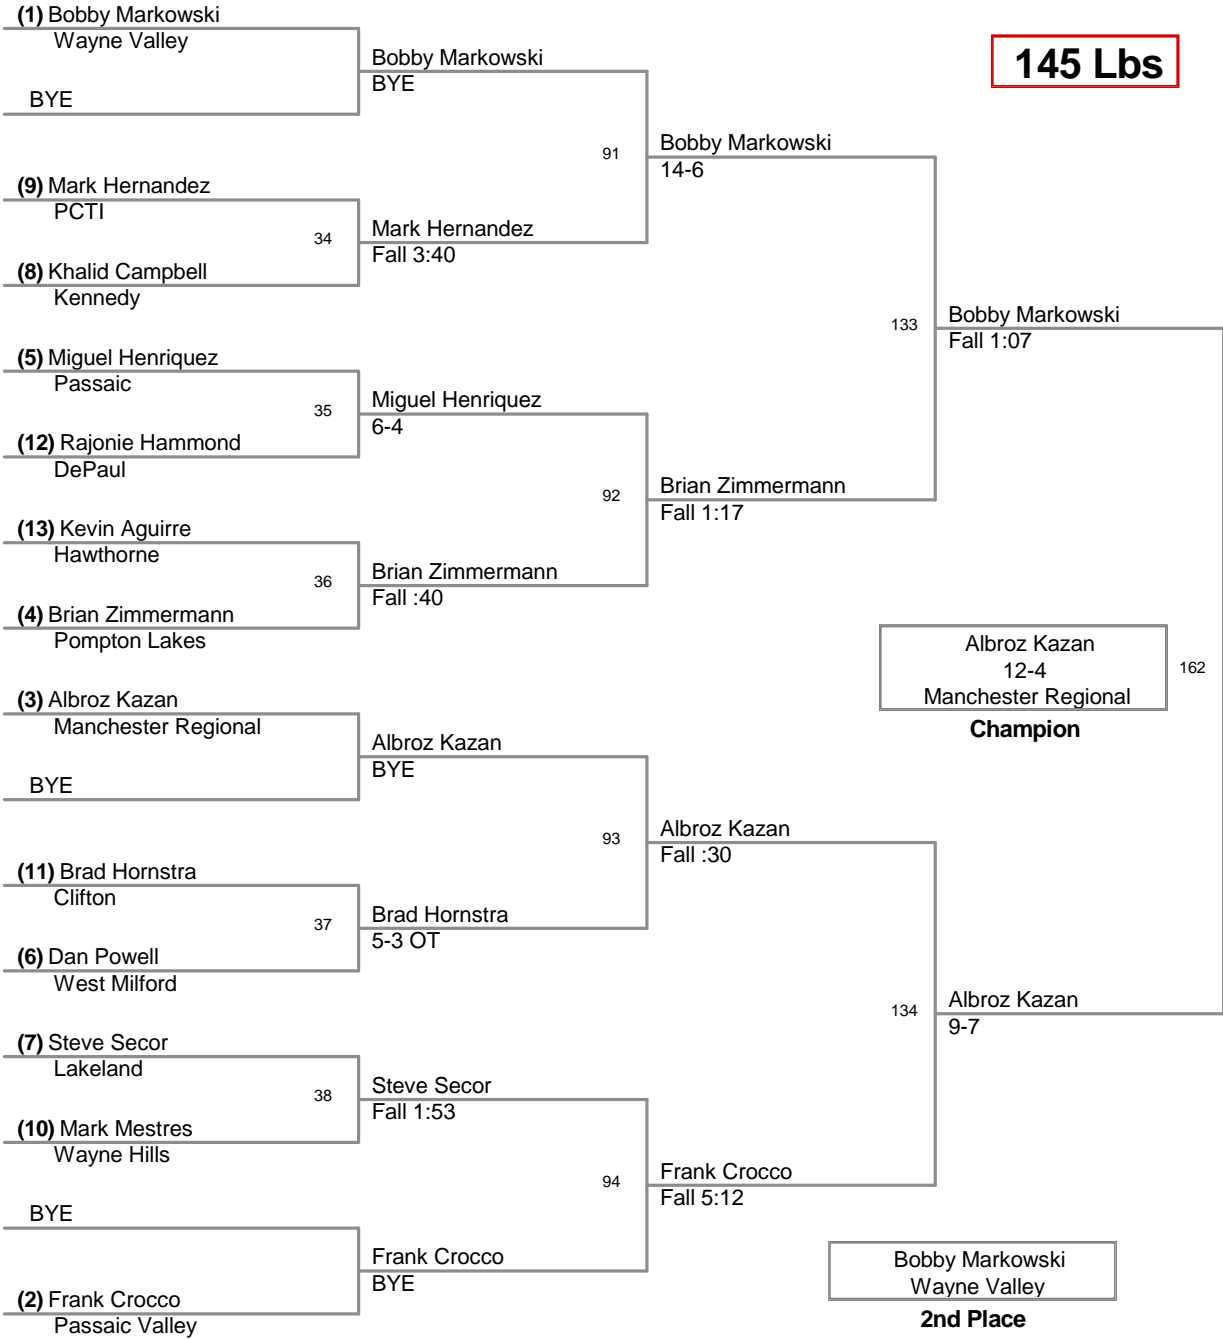 (1) Bobby Markowski
Wayne Valley
BYE
(9) Mark Hernandez
PCTI
34
(8) Khalid Campbell
Kennedy
(5) Miguel Henriquez
Passaic
35
(12) Rajonie Hammond
DePaul
(13) Kevin Aguirre
Hawthorne
36
(4) Brian Zimmermann
Pompton Lakes
(3) Albroz Kazan
Manchester Regional
BYE
(11) Brad Hornstra
Clifton
37
(6) Dan Powell
West Milford
(7) Steve Secor
Lakeland
38
(10) Mark Mestres
Wayne Hills
BYE
(2) Frank Crocco
Passaic Valley
Bobby Markowski
BYE
91
Mark Hernandez
Fall 3:40
Miguel Henriquez
6-4
92
Brian Zimmermann
Fall :40
Albroz Kazan
BYE
93
Brad Hornstra
5-3 OT
Steve Secor
Fall 1:53
94
Frank Crocco
BYE
Bobby Markowski
14-6
133
Brian Zimmermann
Fall 1:17
Albroz Kazan
Fall :30
134
Frank Crocco
Fall 5:12
145 Lbs
Bobby Markowski
Fall 1:07
Albroz Kazan
12-4
Manchester Regional
162
Champion
Albroz Kazan
9-7
Bobby Markowski
Wayne Valley
2nd Place